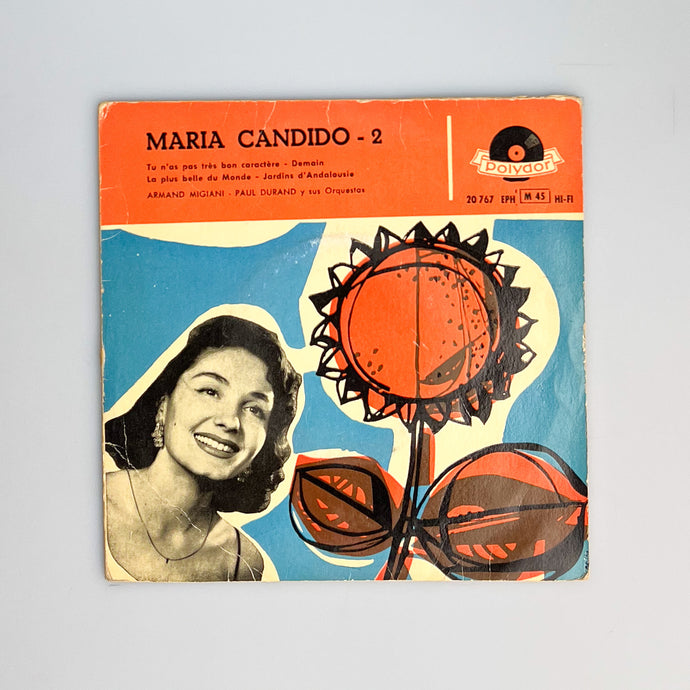 MARIA CANDIDO - 2
Tu n'as pas très bon caractère - Demain
La plus belle du Monde - Jardins d'Andalousie
ARMAND MIGIANI - PAUL DURAND y sus Orquestas
Polydor
20 767 EPH M 45 HI-FI